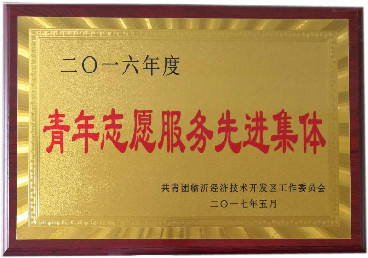 二〇一六年度
青年志愿服务先进集体
共青团临沂经济技术开发区工作委员会
二〇一七年五月